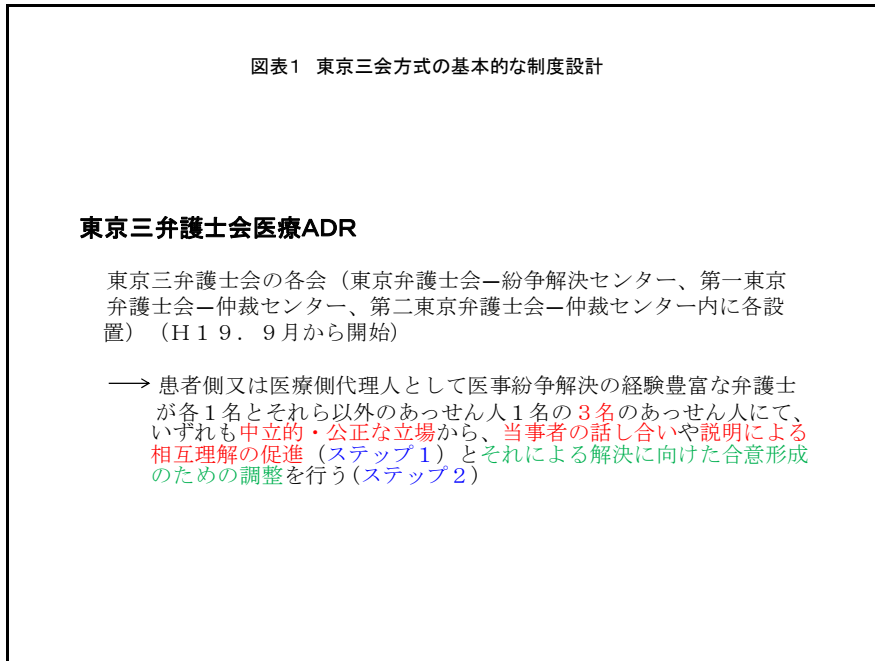 図表1 東京三会方式の基本的な制度設計
東京三弁護士会医療ADR
東京三弁護士会の各会（東京弁護士会―紛争解決センター、第一東京
弁護士会―仲裁センター、第二東京弁護士会―仲裁センター内に各設
置）（H１９．９月から開始）
→ 患者側又は医療側代理人として医事紛争解決の経験豊富な弁護士
が各１名とそれら以外のあっせん人１名の３名のあっせん人にて、
いずれも中立的・公正な立場から、当事者の話し合いや説明による
相互理解の促進（ステップ１）とそれによる解決に向けた合意形成
のための調整を行う(ステップ２)